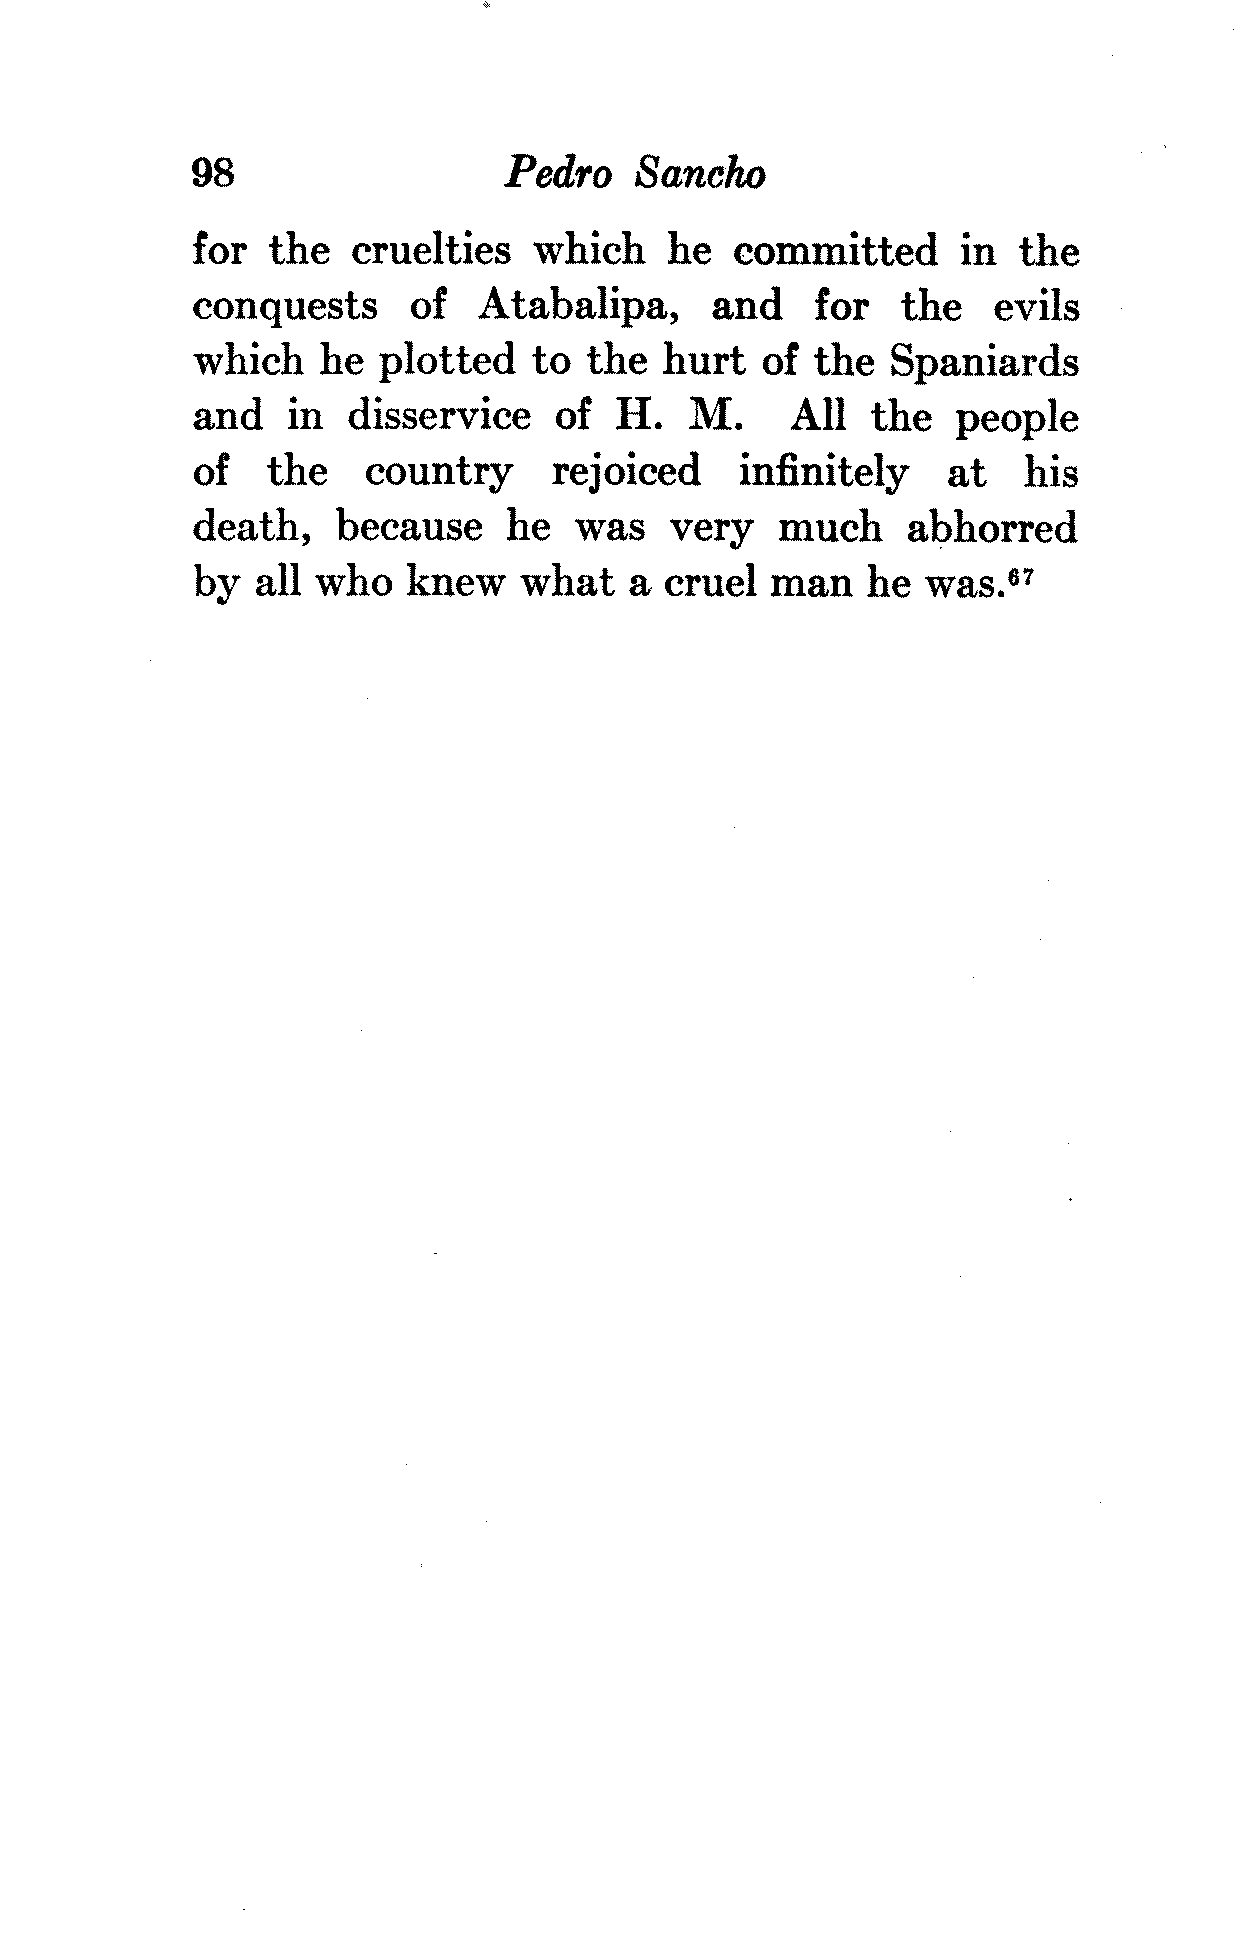 98 Pedro Sancho
for the cruelties which he committed in the
conquests of Atabalipa, and for the evils
which he plotted to the hurt of the Spaniards
and in disservice of H. M. All the people
of the country rejoiced infinitely at his
death, because he was very much abhorred
by all who knew what a cruel man he was.⁶⁷